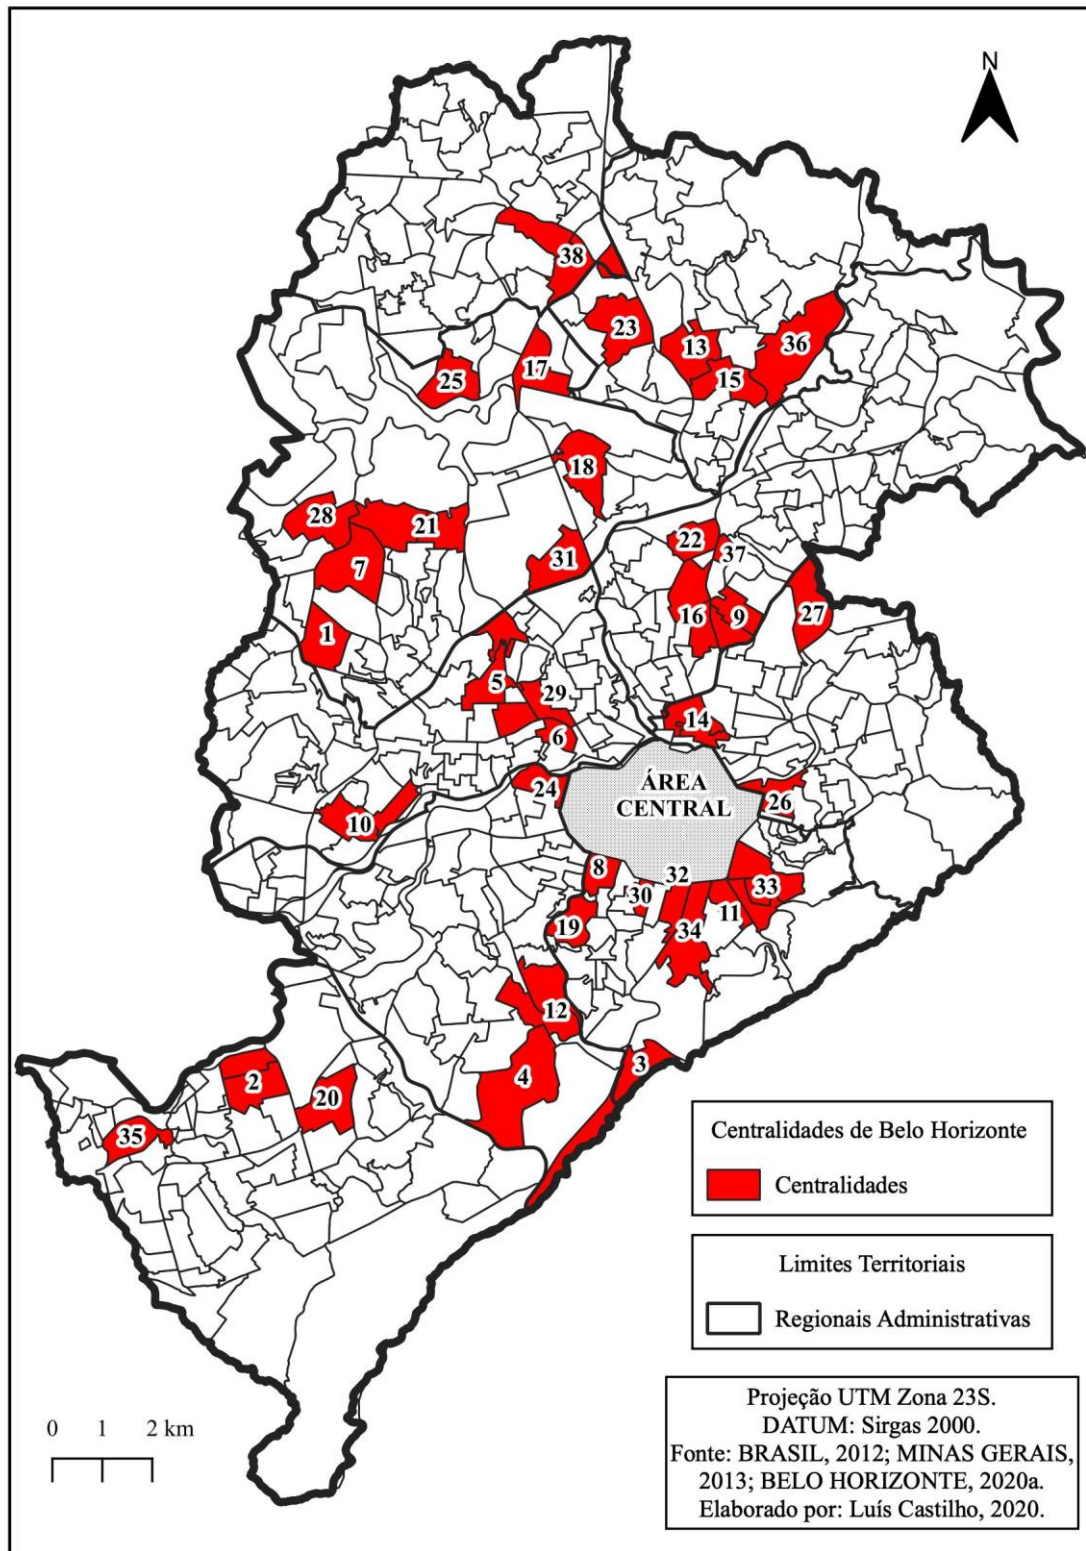 N
38
23
13
36
17
25
15
18
28
21
22
37
31
7
16
9
27
1
5
29
14
6
ÁREA
CENTRAL
24
26
10
8
32
33
30
11
19
34
12
3
4
2
20
35
Centralidades de Belo Horizonte
Centralidades
Limites Territoriais
Regionais Administrativas
0 1 2 km
Projeção UTM Zona 23S.
DATUM: Sirgas 2000.
Fonte: BRASIL, 2012; MINAS GERAIS,
2013; BELO HORIZONTE, 2020a.
Elaborado por: Luís Castilho, 2020.